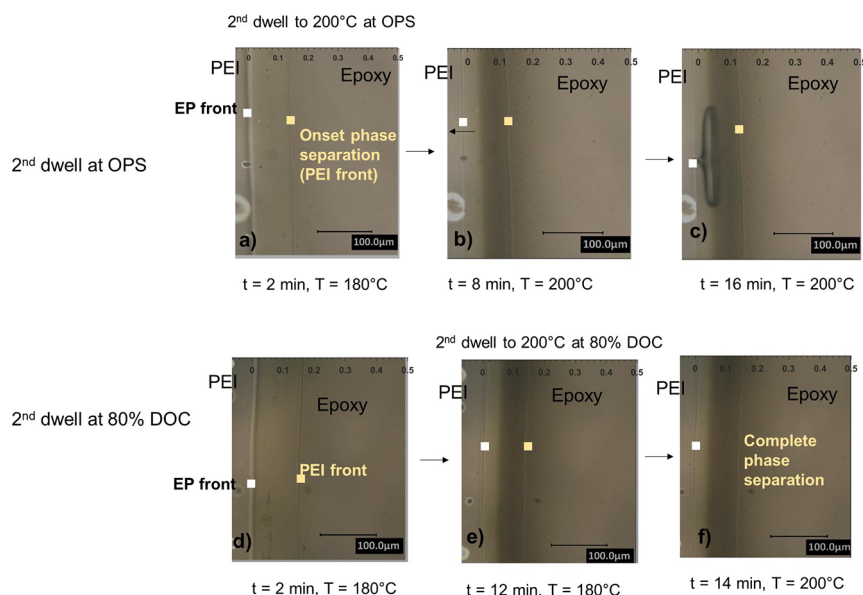 2nd dwell to 200°C at OPS
2nd dwell at OPS
0 0.1 0.2 0.3 0.4 0.5
PEI
Epoxy
EP front
Onset phase
separation
(PEI front)
100.0µm
a)
0 0.1 0.2 0.3 0.4 0.5
PEI
Epoxy
100.0µm
b)
0 0.1 0.2 0.3 0.4 0.5
PEI
Epoxy
100.0µm
c)
t = 2 min, T = 180°C
t = 8 min, T = 200°C
t = 16 min, T = 200°C
2nd dwell to 200°C at 80% DOC
2nd dwell at 80% DOC
0 0.1 0.2 0.3 0.4 0.5
PEI
Epoxy
PEI front
EP front
100.0µm
d)
0 0.1 0.2 0.3 0.4 0.5
PEI
Epoxy
100.0µm
e)
0 0.1 0.2 0.3 0.4 0.5
PEI
Epoxy
Complete
phase
separation
100.0µm
f)
t = 2 min, T = 180°C
t = 12 min, T = 180°C
t = 14 min, T = 200°C